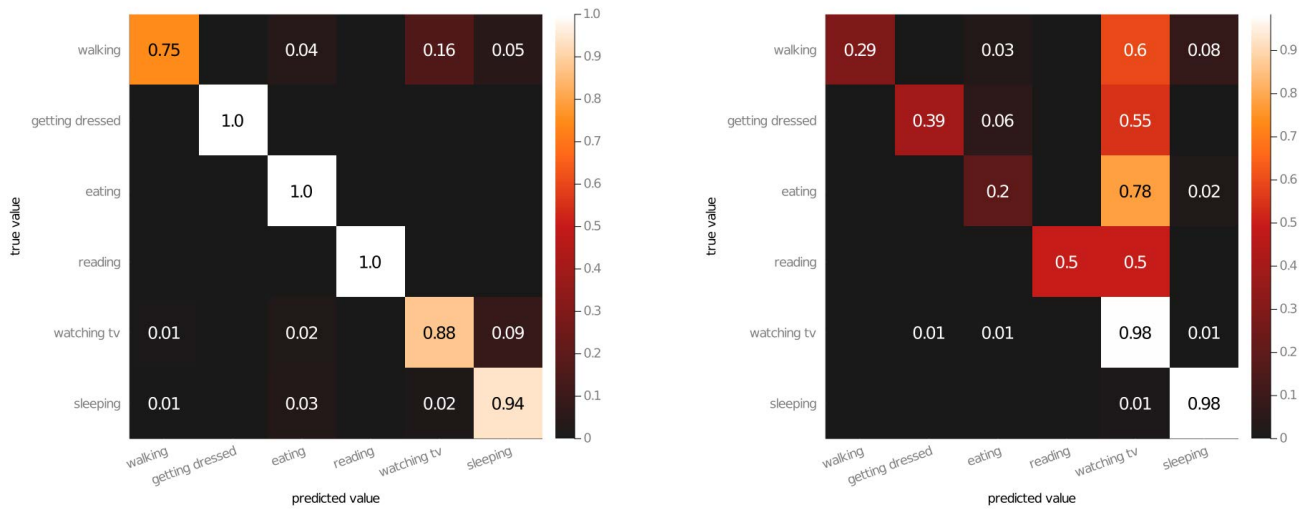 1.0
walking 0.75 0.04 0.16 0.05
0.9
getting dressed 1.0
0.8
0.7
eating 1.0
0.6
0.5
reading 1.0
0.4
0.3
watching tv 0.01 0.02 0.88 0.09
0.2
sleeping 0.01 0.03 0.02 0.94
0.1
0
walking getting dressed eating reading watching tv sleeping
predicted value
true value
walking 0.29 0.03 0.6 0.08
0.9
getting dressed 0.39 0.06 0.55
0.8
0.7
eating 0.2 0.78 0.02
0.6
0.5
reading 0.5 0.5
0.4
0.3
watching tv 0.01 0.01 0.98 0.01
0.2
sleeping 0.01 0.98
0.1
0
walking getting dressed eating reading watching tv sleeping
predicted value
true value